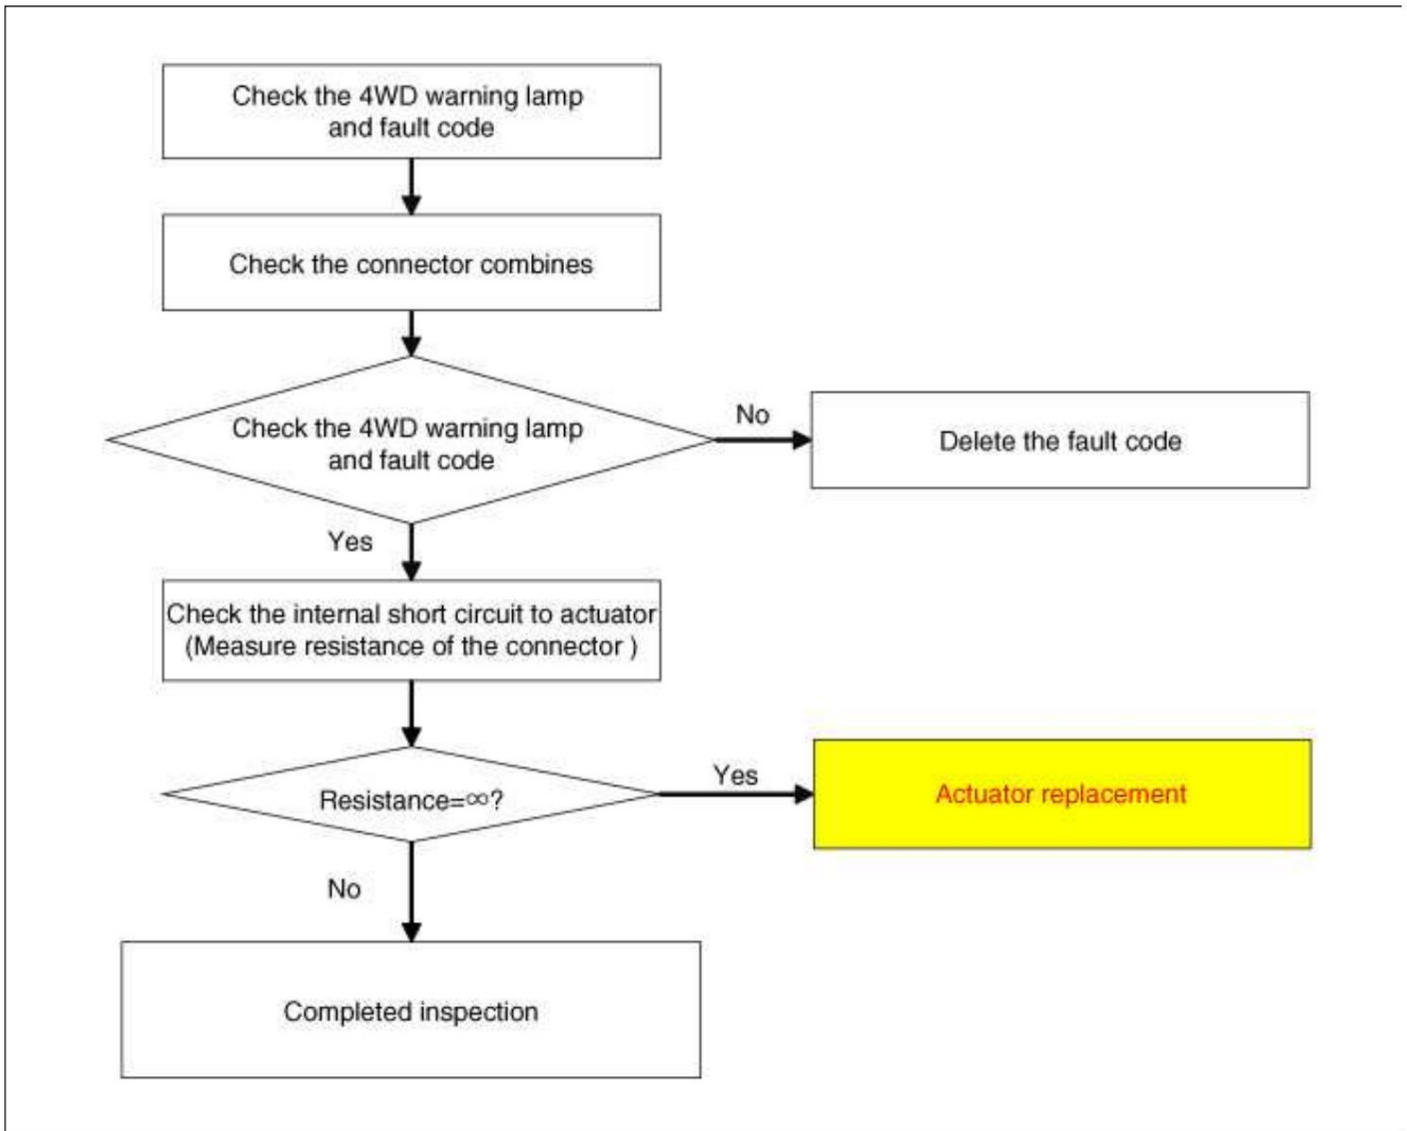 Check the 4WD warning lamp
and fault code
Check the connector combines
Check the 4WD warning lamp
and fault code
No
Delete the fault code
Yes
Check the internal short circuit to actuator
(Measure resistance of the connector )
Resistance=∞?
Yes
Actuator replacement
No
Completed inspection